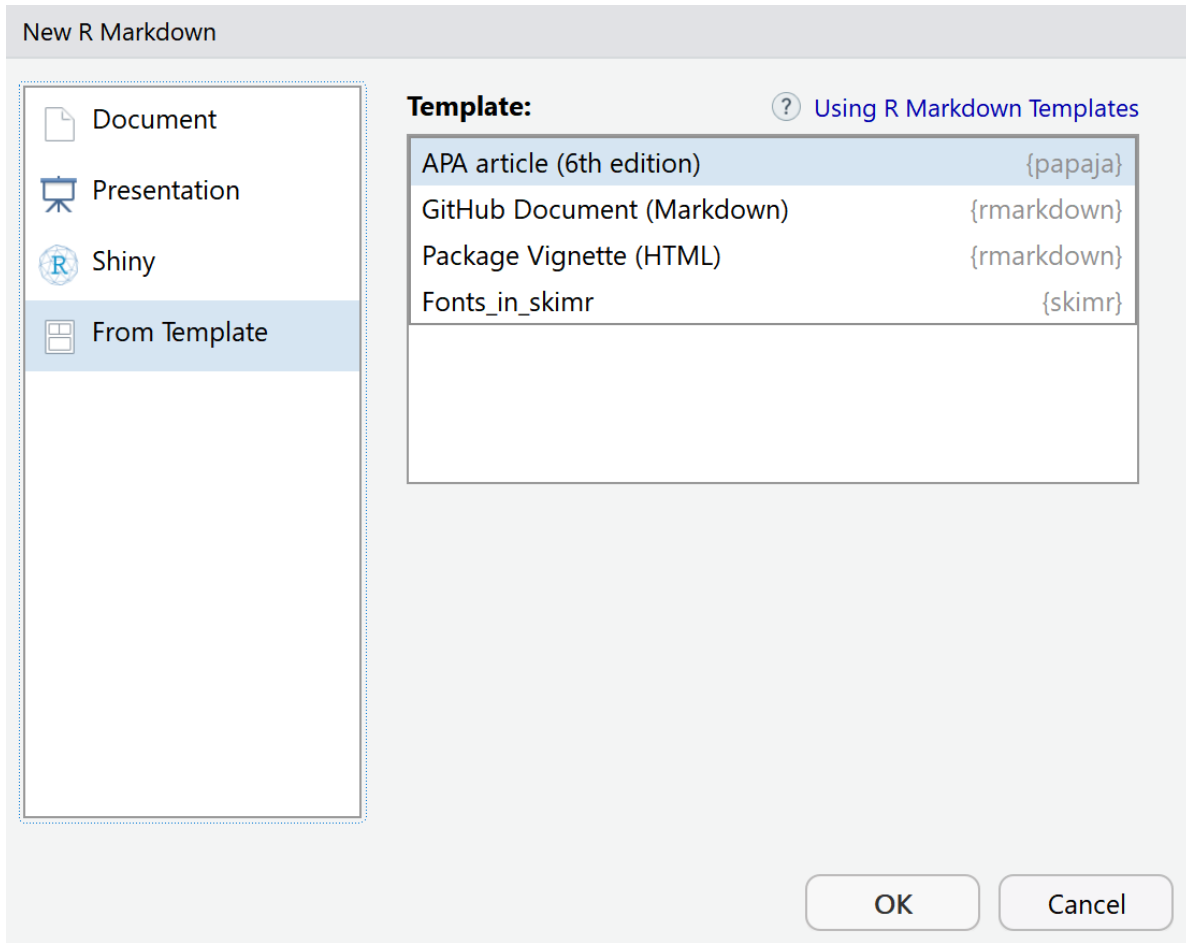 New R Markdown
Document
Presentation
R Shiny
From Template
Template:
? Using R Markdown Templates
APA article (6th edition) {papaja}
GitHub Document (Markdown) {rmarkdown}
Package Vignette (HTML) {rmarkdown}
Fonts_in_skimr {skimr}
OK Cancel